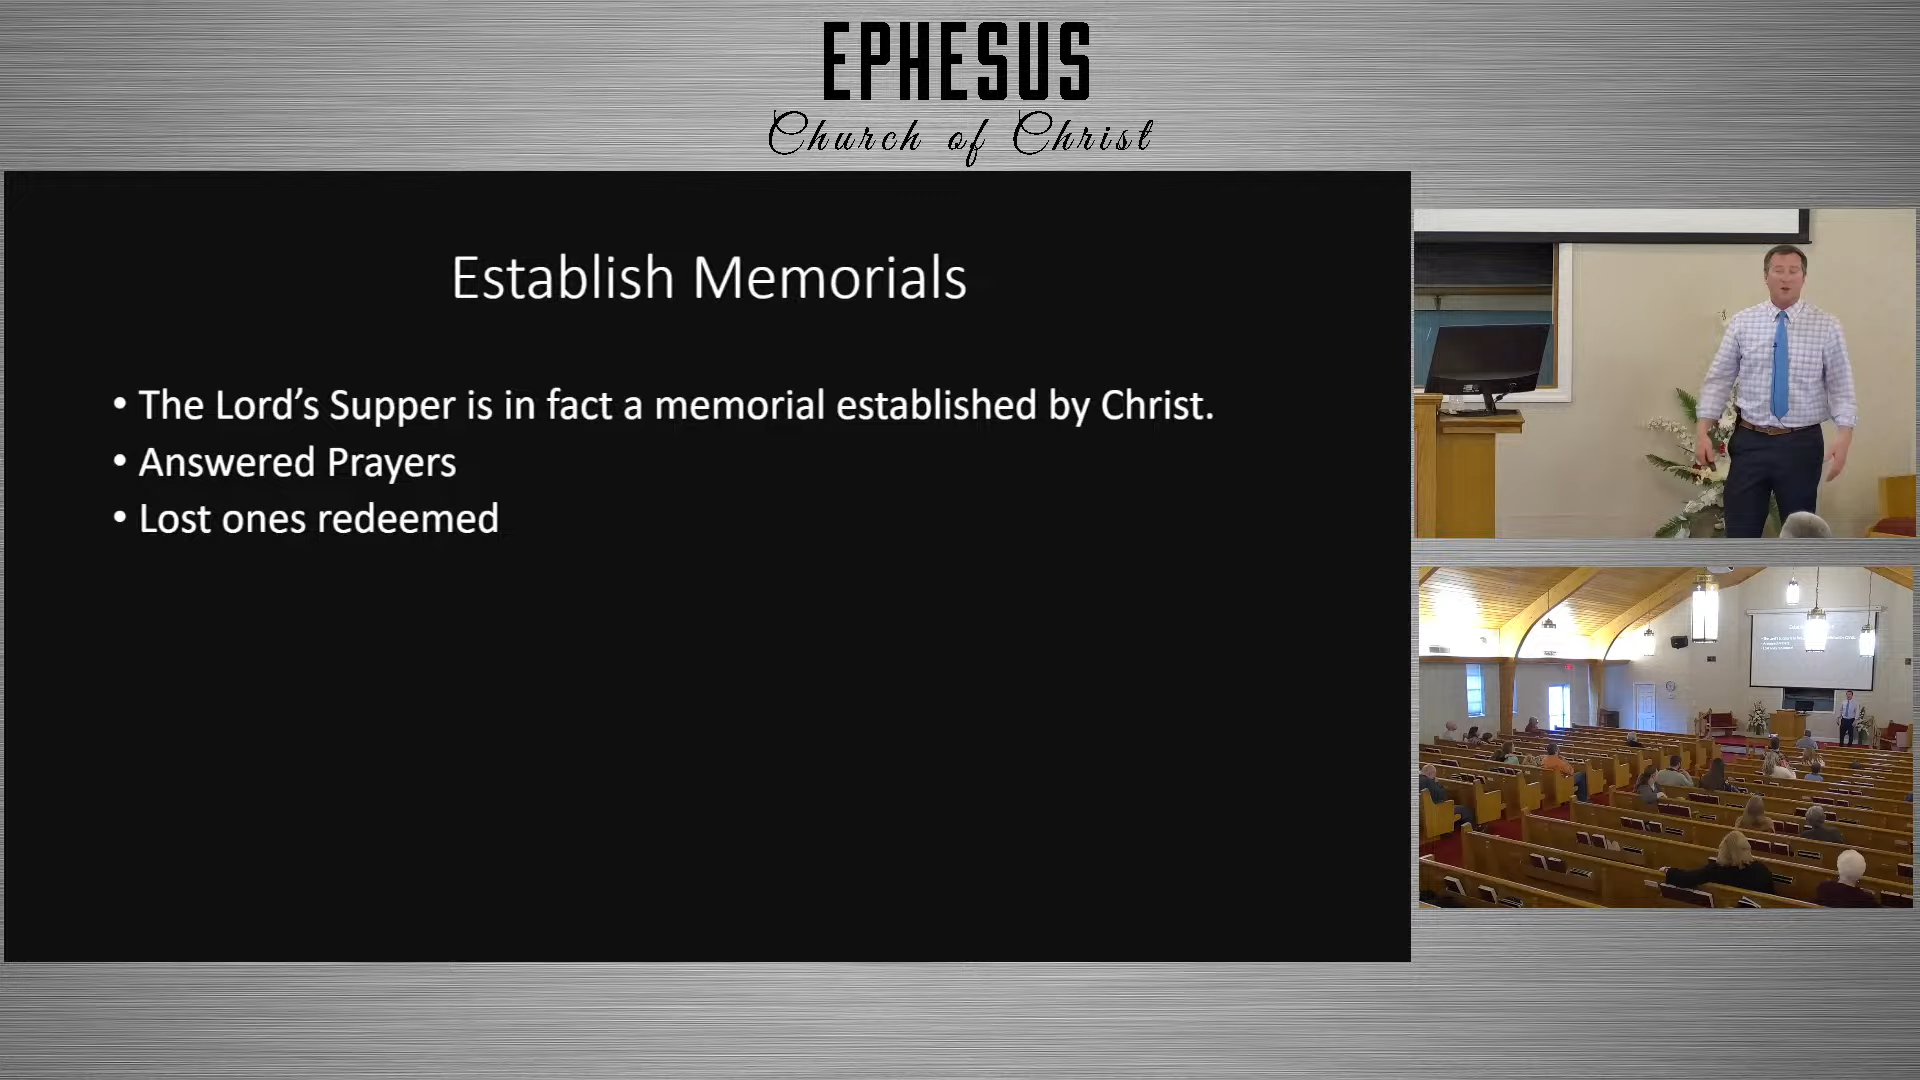 EPHESUS
Church of Christ
Establish Memorials
• The Lord’s Supper is in fact a memorial established by Christ.
• Answered Prayers
• Lost ones redeemed